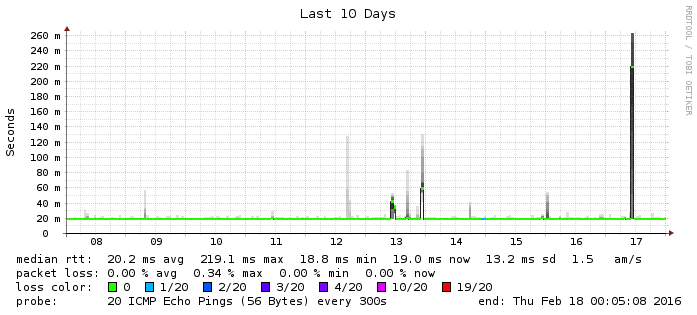 Last 10 Days
RRDTOOL / TOBI OETIKER
Seconds
260 m
240 m
220 m
200 m
180 m
160 m
140 m
120 m
100 m
80 m
60 m
40 m
20 m
0
08 09 10 11 12 13 14 15 16 17
median rtt: 20.2 ms avg 219.1 ms max 18.8 ms min 19.0 ms now 13.2 ms sd 1.5 am/s
packet loss: 0.00 % avg 0.34 % max 0.00 % min 0.00 % now
loss color: 0 1/20 2/20 3/20 4/20 10/20 19/20
probe: 20 ICMP Echo Pings (56 Bytes) every 300s end: Thu Feb 18 00:05:08 2016